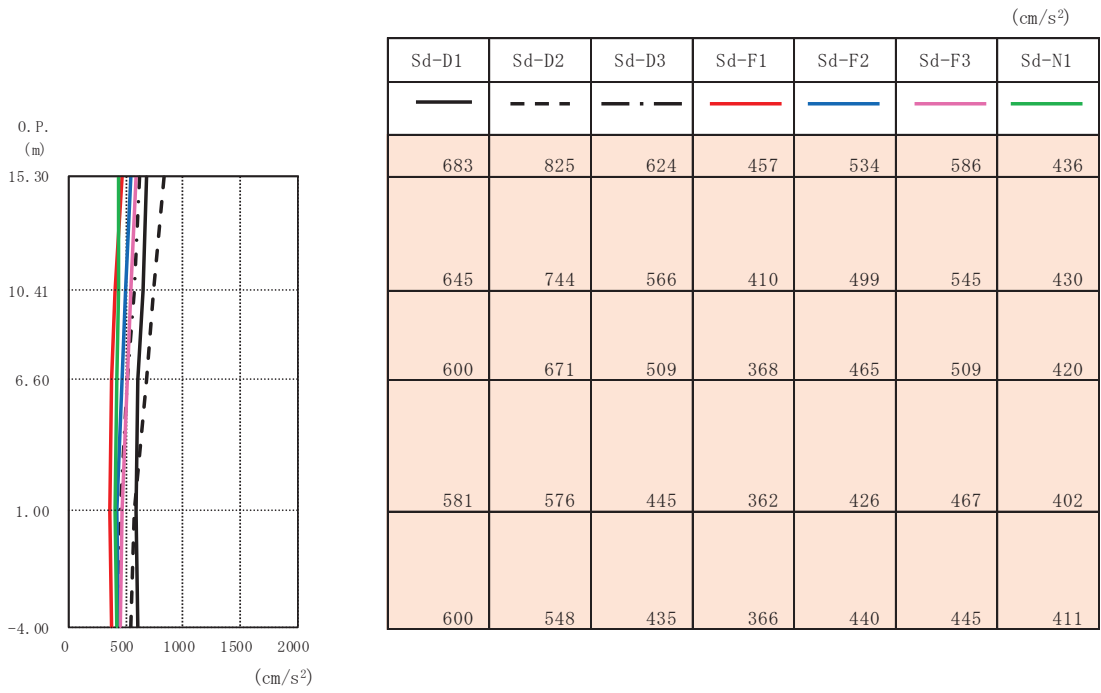 (cm/s²)
Sd-D1 Sd-D2 Sd-D3 Sd-F1 Sd-F2 Sd-F3 Sd-N1
O.P.
(m)
683 825 624 457 534 586 436
15.30
645 744 566 410 499 545 430
10.41
600 671 509 368 465 509 420
6.60
581 576 445 362 426 467 402
1.00
600 548 435 366 440 445 411
-4.00
0 500 1000 1500 2000
(cm/s²)